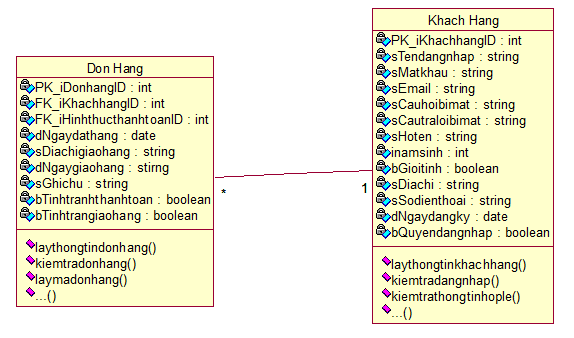 Don Hang
PK_iDonhangID : int
FK_iKhachhangID : int
FK_iHinhthucthanhtoanID : int
dNgaydathang : date
sDiachigiaohang : string
dNgaygiaohang : stirng
sGhichu : string
bTinhtranhthanhtoan : boolean
bTinhtrangiaohang : boolean
laythongtindonhang()
kiemtradonhang()
laymadonhang()
...()
*
1
Khach Hang
PK_iKhachhangID : int
sTendangnhap : string
sMatkhau : string
sEmail : string
sCauhoibimat : string
sCautraloibimat : string
sHoten : string
inamsinh : int
bGioitinh : boolean
sDiachi : string
sSodienthoai : string
dNgaydangky : date
bQuyendangnhap : boolean
laythongtinkhachhang()
kiemtradangnhap()
kiemtrathongtinhople()
...()